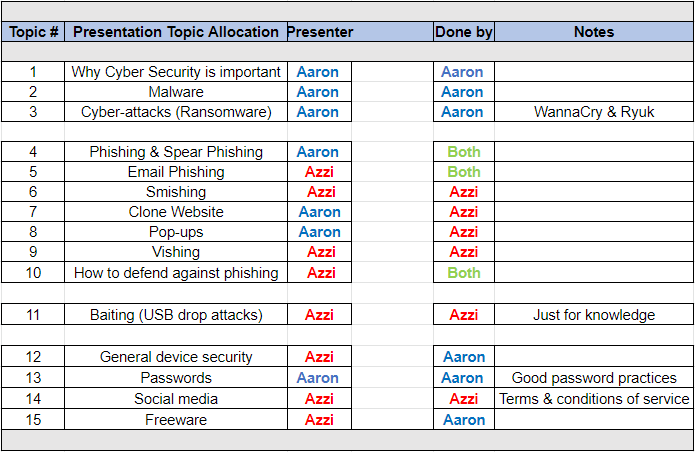 Topic # Presentation Topic Allocation Presenter Done by Notes
1 Why Cyber Security is important Aaron Aaron
2 Malware Aaron Aaron
3 Cyber-attacks (Ransomware) Aaron Aaron WannaCry & Ryuk
4 Phishing & Spear Phishing Aaron Both
5 Email Phishing Azzi Both
6 Smishing Azzi Azzi
7 Clone Website Aaron Azzi
8 Pop-ups Aaron Azzi
9 Vishing Azzi Azzi
10 How to defend against phishing Azzi Both
11 Baiting (USB drop attacks) Azzi Azzi Just for knowledge
12 General device security Azzi Aaron
13 Passwords Aaron Aaron Good password practices
14 Social media Azzi Azzi Terms & conditions of service
15 Freeware Azzi Aaron